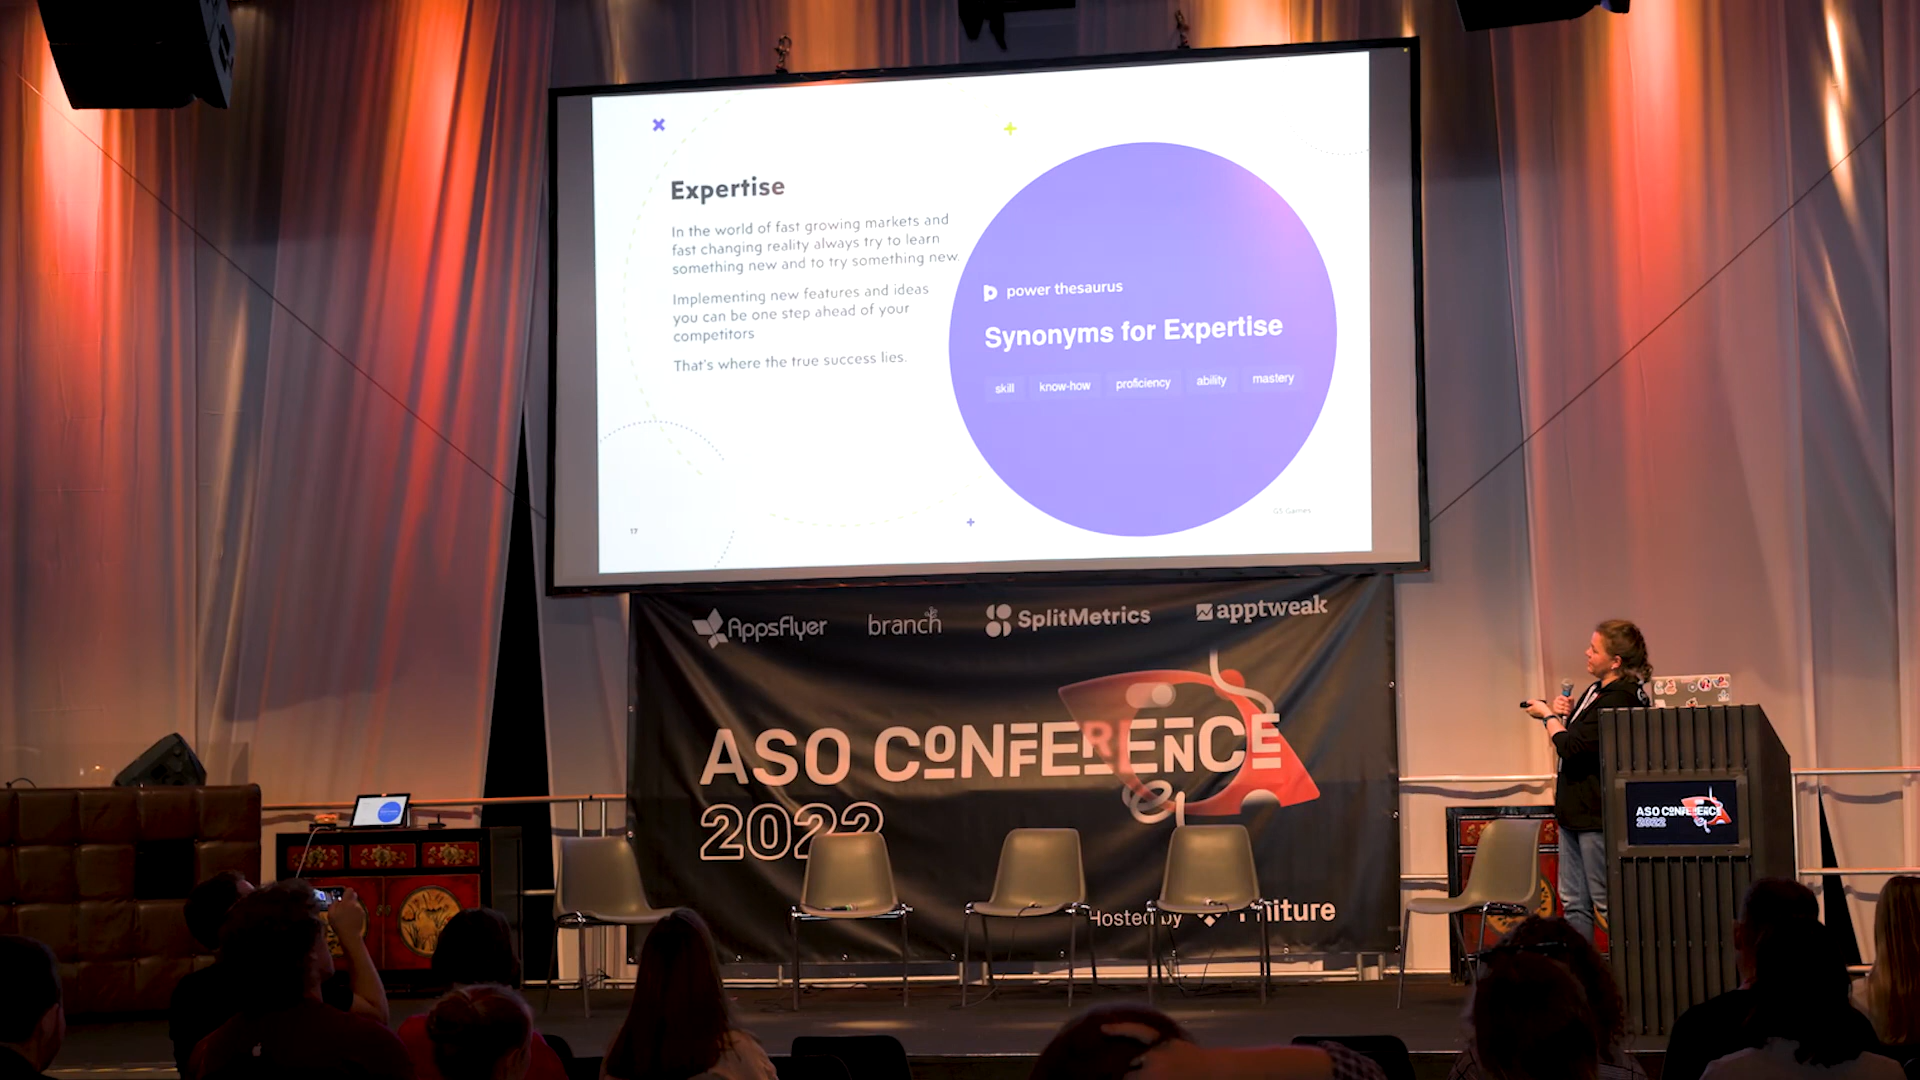 Expertise
In the world of fast growing markets and
fast changing reality always try to learn
something new and to try something new.
Implementing new features and ideas
you can be one step ahead of your
competitors
That's where the true success lies.
17
power thesaurus
Synonyms for Expertise
skill know-how proficiency ability mastery
G5 Games
AppsFlyer branch SplitMetrics apptweak
ASO CONFERENCE
2022
Hosted by
ASO CONFERENCE
2022